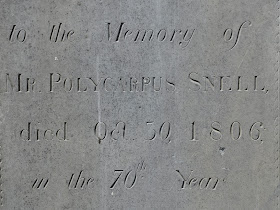 to the Memory of
MR. POLYCARPUS SNELL,
died Oct. 30, 1806,
in the 70th Year